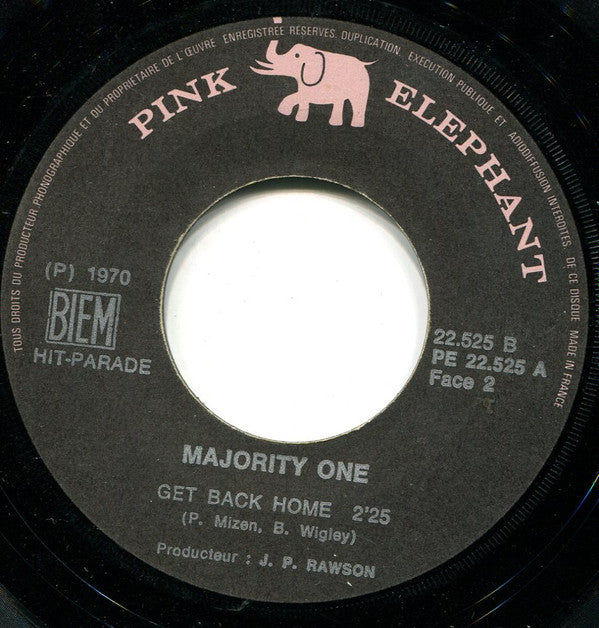 TOUS DROITS DU PRODUCTEUR PHONOGRAPHIQUE ET DU PROPRIETAIRE DE L'ŒUVRE ENREGISTRÉE RESERVES. DUPLICATION, EXECUTION PUBLIQUE ET RADIODIFFUSION INTERDITES. DE CE DISQUE MADE IN FRANCE
PINK ELEPHANT
(P) 1970
BIEM
HIT-PARADE
22.525 B
PE 22.525 A
Face 2
MAJORITY ONE
GET BACK HOME 2'25
(P. Mizen, B. Wigley)
Producteur : J. P. RAWSON